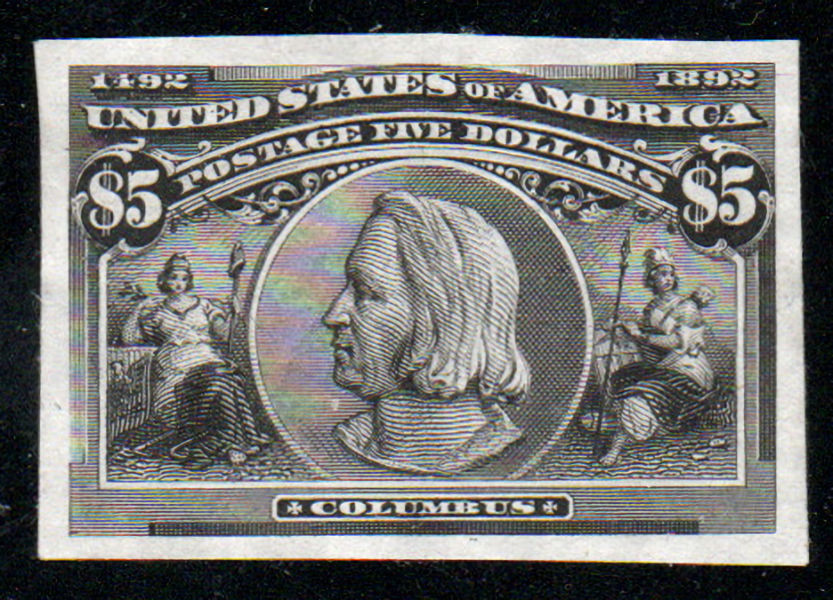 1492 1892
UNITED STATES OF AMERICA
POSTAGE FIVE DOLLARS
$5 $5
COLUMBUS